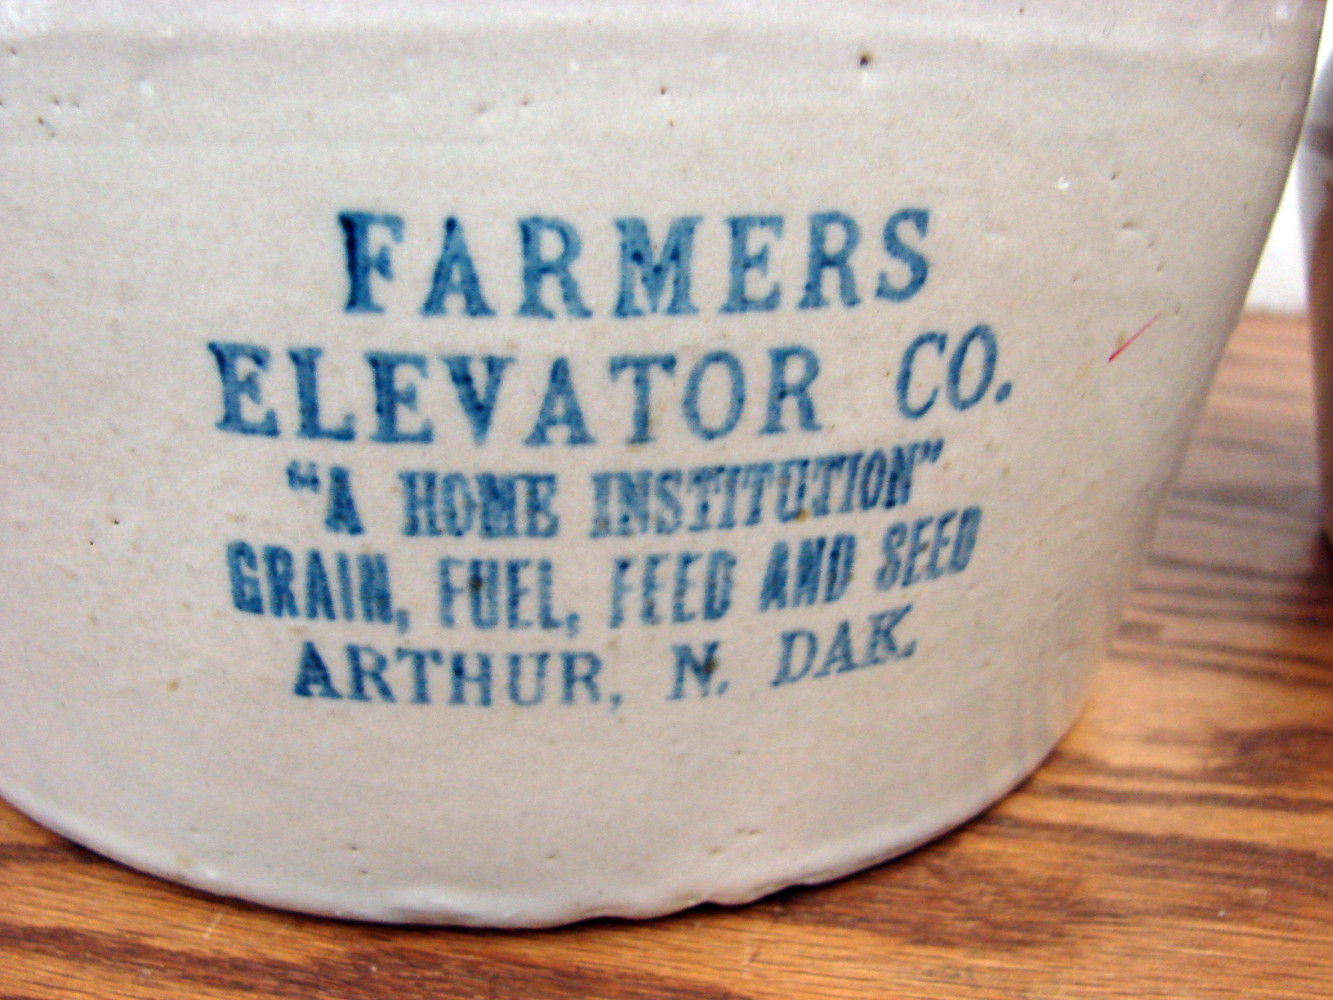 FARMERS
ELEVATOR CO.
“A HOME INSTITUTION”
GRAIN, FUEL, FEED AND SEED
ARTHUR, N. DAK.